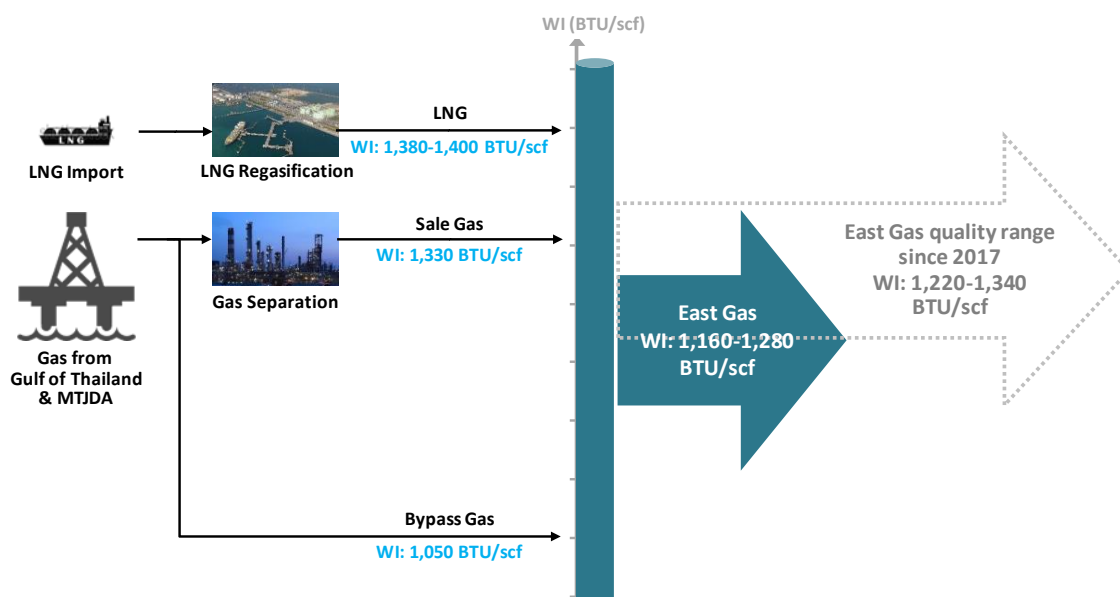 WI (BTU/scf)
LNG
LNG Import
LNG Regasification
LNG
WI: 1,380-1,400 BTU/scf
Gas from
Gulf of Thailand
& MTJDA
Gas Separation
Sale Gas
WI: 1,330 BTU/scf
Bypass Gas
WI: 1,050 BTU/scf
East Gas
WI: 1,160-1,280
BTU/scf
East Gas quality range
since 2017
WI: 1,220-1,340
BTU/scf